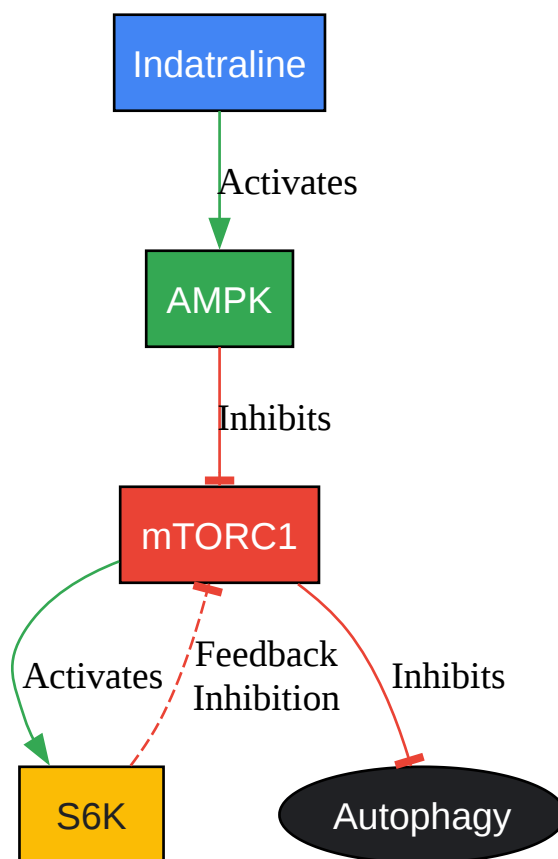 Indatraline
Activates
AMPK
Inhibits
mTORC1
Activates
Feedback
Inhibition
Inhibits
S6K
Autophagy